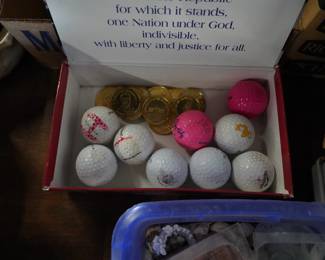 for which it stands,
one Nation under God,
indivisible,
with liberty and justice for all.